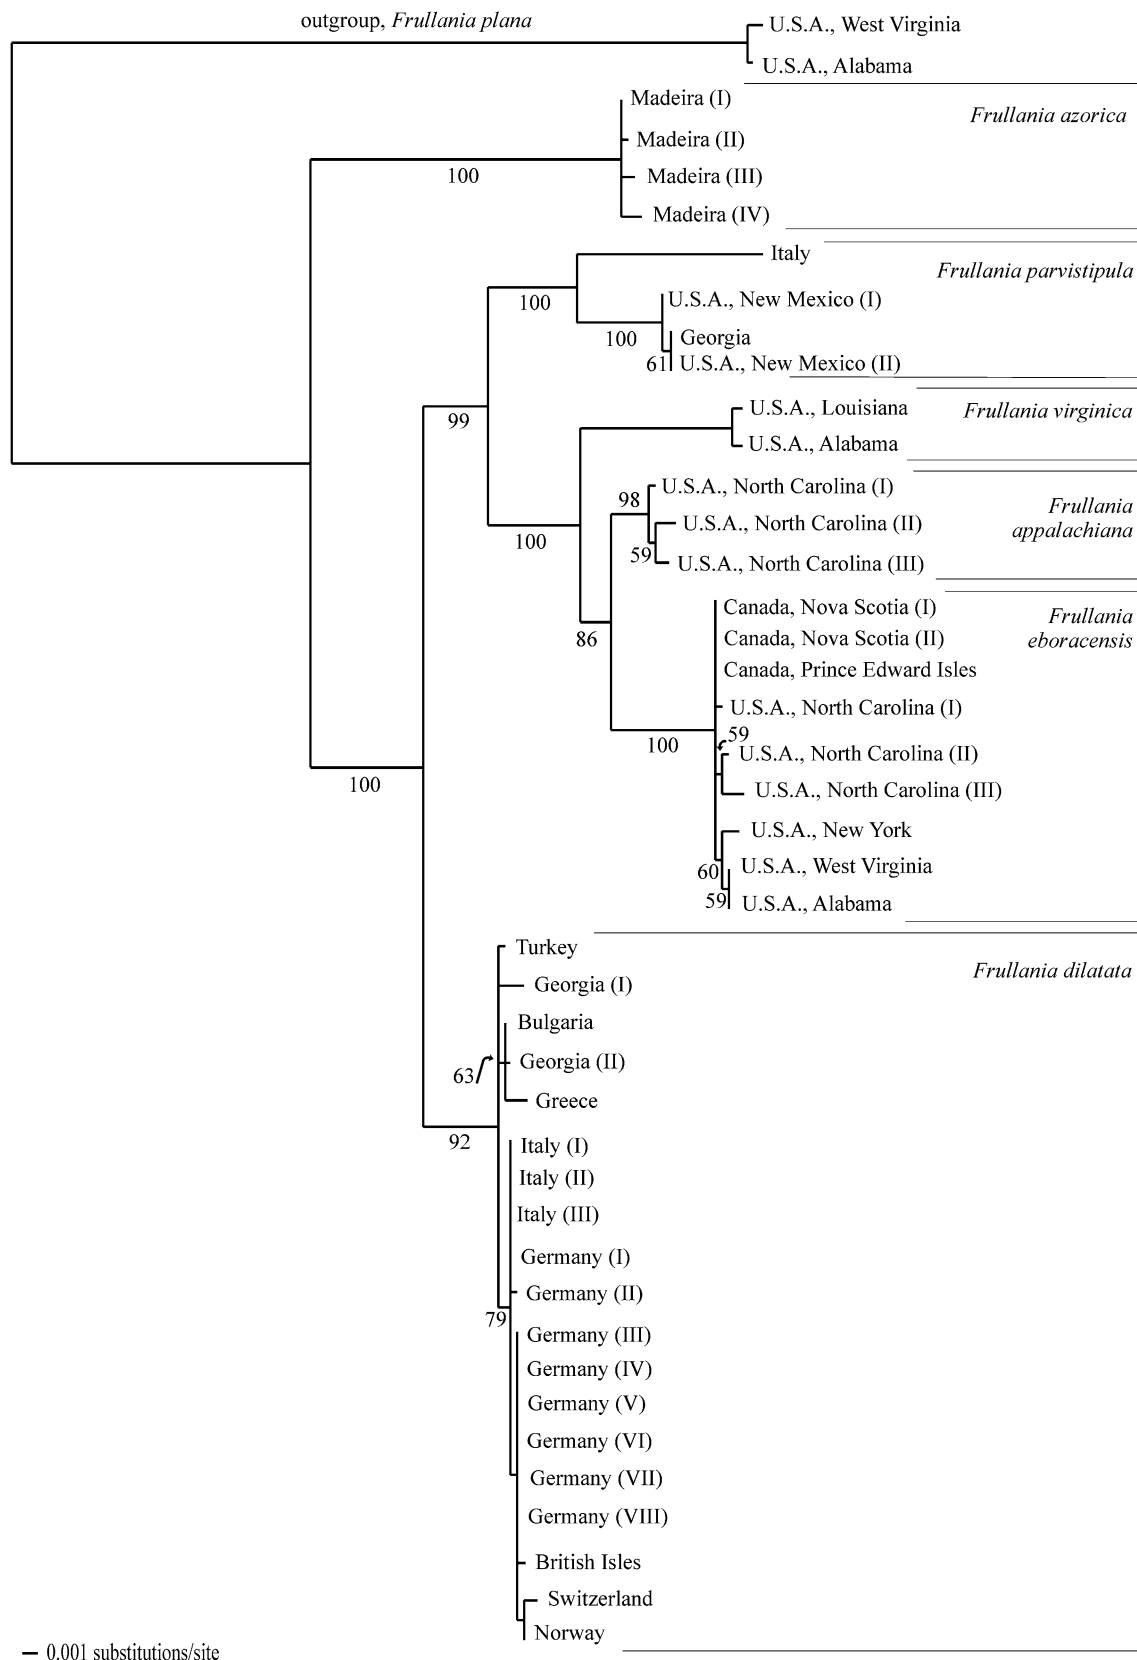 outgroup, Frullania plana
U.S.A., West Virginia
U.S.A., Alabama
Madeira (I)
Frullania azorica
Madeira (II)
100
Madeira (III)
Madeira (IV)
Italy
Frullania parvistipula
100
U.S.A., New Mexico (I)
100
Georgia
61
U.S.A., New Mexico (II)
99
U.S.A., Louisiana
Frullania virginica
U.S.A., Alabama
98
U.S.A., North Carolina (I)
Frullania
appalachiana
100
U.S.A., North Carolina (II)
59
U.S.A., North Carolina (III)
Canada, Nova Scotia (I)
Frullania
eboracensis
86
Canada, Nova Scotia (II)
Canada, Prince Edward Isles
U.S.A., North Carolina (I)
100
59
U.S.A., North Carolina (II)
100
U.S.A., North Carolina (III)
U.S.A., New York
60
U.S.A., West Virginia
59
U.S.A., Alabama
Turkey
Frullania dilatata
Georgia (I)
Bulgaria
63
Georgia (II)
Greece
92
Italy (I)
Italy (II)
Italy (III)
Germany (I)
Germany (II)
79
Germany (III)
Germany (IV)
Germany (V)
Germany (VI)
Germany (VII)
Germany (VIII)
British Isles
Switzerland
Norway
0.001 substitutions/site